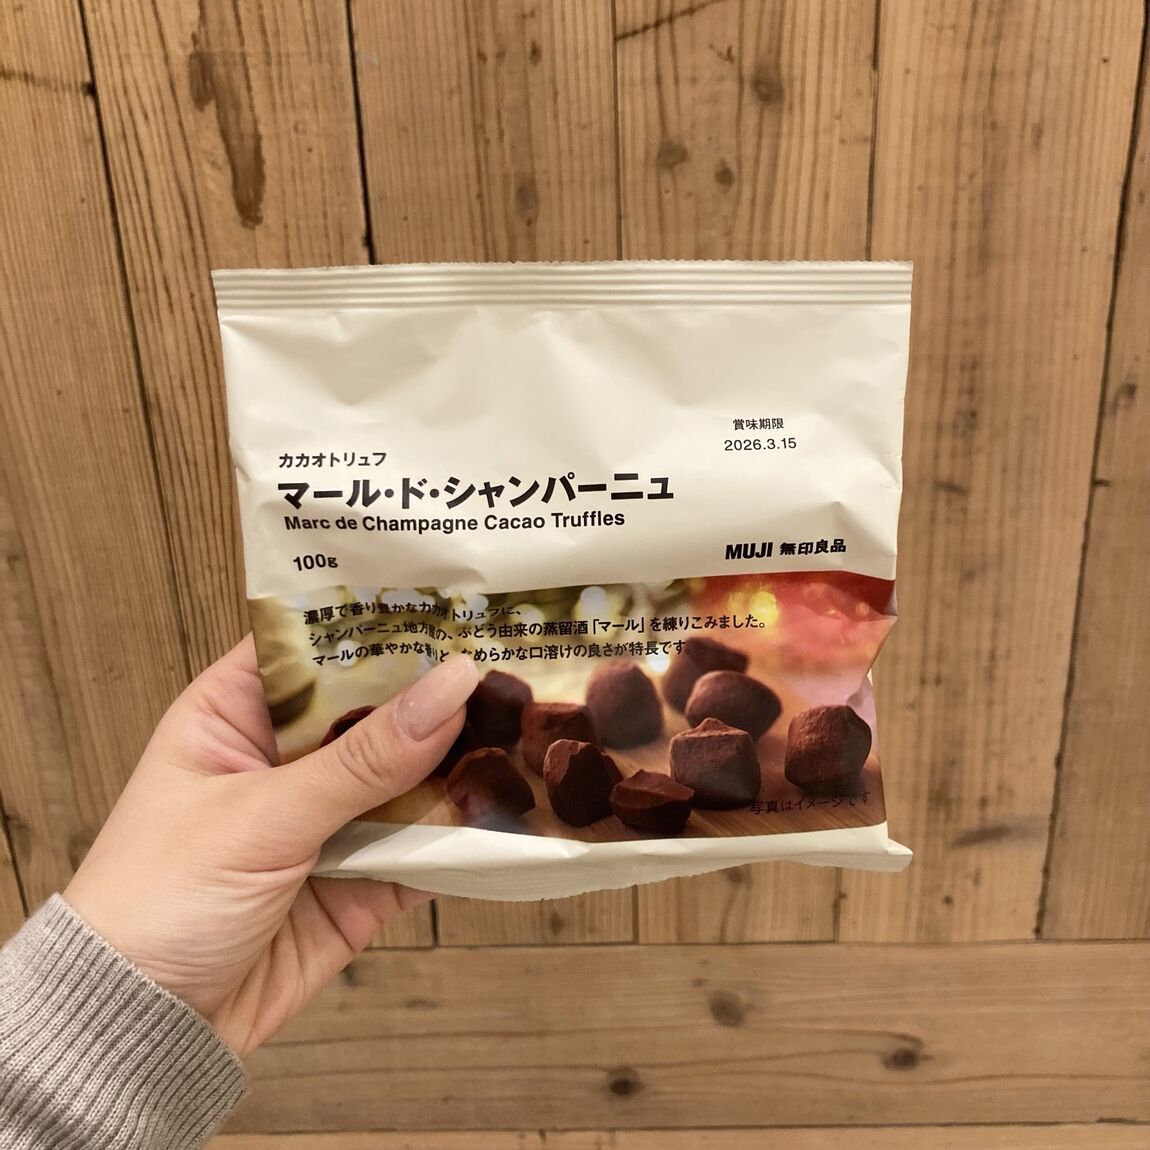 賞味期限
2026.3.15
カカオトリュフ
マール・ド・シャンパーニュ
Marc de Champagne Cacao Truffles
100g
MUJI 無印良品
濃厚で香り豊かなカカオトリュフに、
シャンパーニュ地方産の、ぶどう由来の蒸留酒「マール」を練りこみました。
マールの華やかな香りと、なめらかな口溶けの良さが特長です。
写真はイメージです